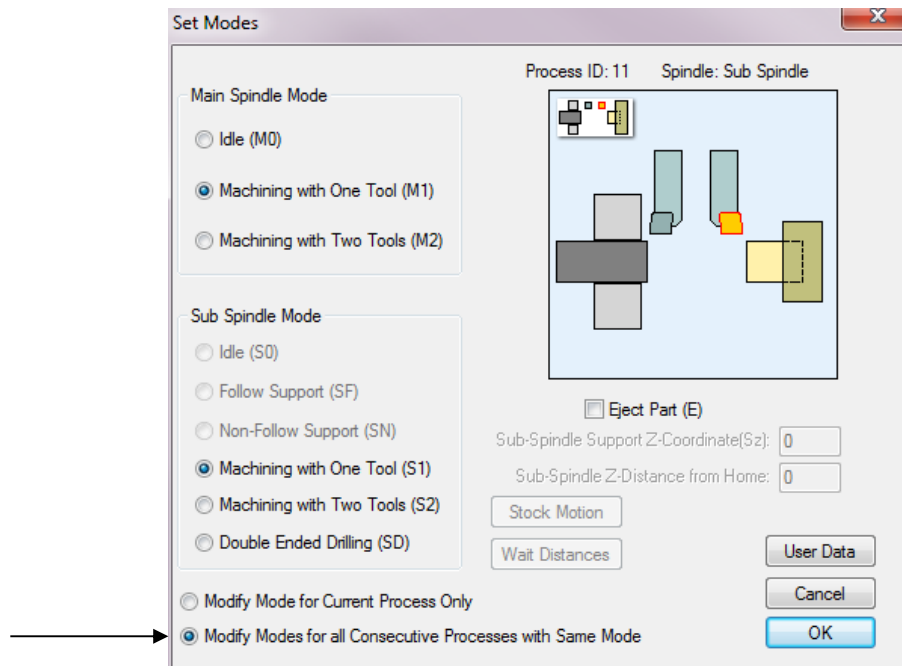 Set Modes
Process ID: 11 Spindle: Sub Spindle
Main Spindle Mode
Idle (M0)
Machining with One Tool (M1)
Machining with Two Tools (M2)
Sub Spindle Mode
Idle (S0)
Follow Support (SF)
Non-Follow Support (SN)
Machining with One Tool (S1)
Machining with Two Tools (S2)
Double Ended Drilling (SD)
Eject Part (E)
Sub-Spindle Support Z-Coordinate(Sz): 0
Sub-Spindle Z-Distance from Home: 0
Stock Motion
Wait Distances
User Data
Cancel
OK
Modify Mode for Current Process Only
Modify Modes for all Consecutive Processes with Same Mode